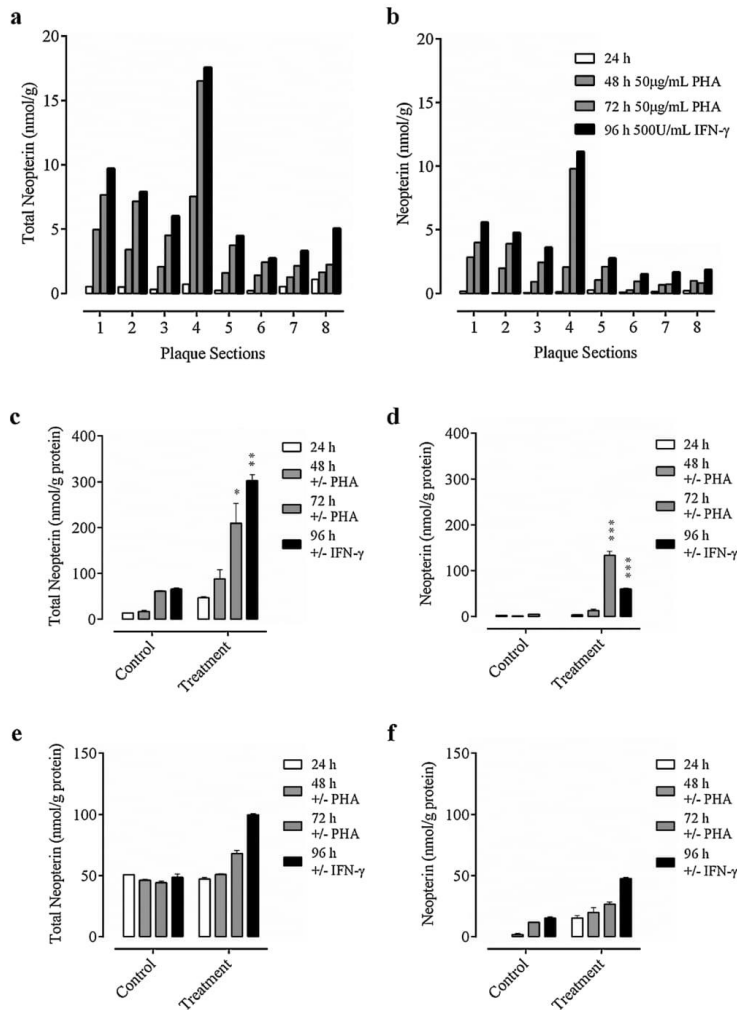 a
Total Neopterin (nmol/g)
20
15
10
5
0
1 2 3 4 5 6 7 8
Plaque Sections
b
Neopterin (nmol/g)
20
15
10
5
0
1 2 3 4 5 6 7 8
Plaque Sections
24 h
48 h 50µg/mL PHA
72 h 50µg/mL PHA
96 h 500U/mL IFN-γ
c
Total Neopterin (nmol/g protein)
400
300
200
100
0
* **
Control Treatment
24 h
48 h
+/- PHA
72 h
+/- PHA
96 h
+/- IFN-γ
d
Neopterin (nmol/g protein)
400
300
200
100
0
*** ***
Control Treatment
24 h
48 h
+/- PHA
72 h
+/- PHA
96 h
+/- IFN-γ
e
Total Neopterin (nmol/g protein)
150
100
50
0
Control Treatment
24 h
48 h
+/- PHA
72 h
+/- PHA
96 h
+/- IFN-γ
f
Neopterin (nmol/g protein)
150
100
50
0
Control Treatment
24 h
48 h
+/- PHA
72 h
+/- PHA
96 h
+/- IFN-γ